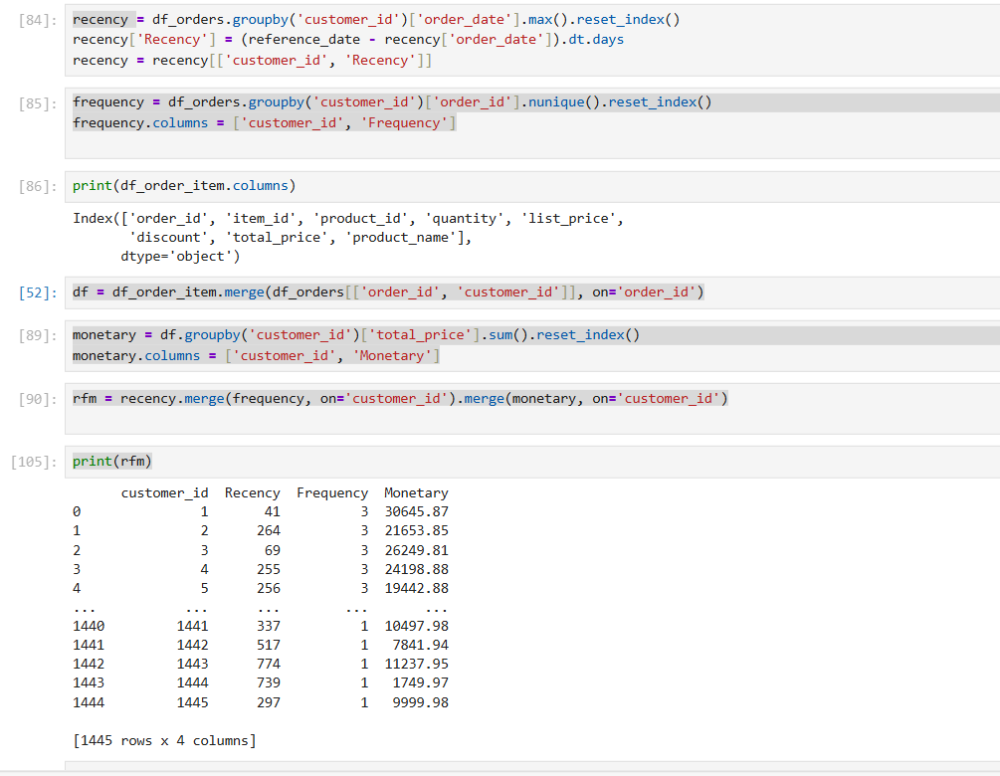 [84]: recency = df_orders.groupby('customer_id')['order_date'].max().reset_index()
recency['Recency'] = (reference_date - recency['order_date']).dt.days
recency = recency[['customer_id', 'Recency']]
[85]: frequency = df_orders.groupby('customer_id')['order_id'].nunique().reset_index()
frequency.columns = ['customer_id', 'Frequency']
[86]: print(df_order_item.columns)
Index(['order_id', 'item_id', 'product_id', 'quantity', 'list_price',
'discount', 'total_price', 'product_name'],
dtype='object')
[52]: df = df_order_item.merge(df_orders[['order_id', 'customer_id']], on='order_id')
[89]: monetary = df.groupby('customer_id')['total_price'].sum().reset_index()
monetary.columns = ['customer_id', 'Monetary']
[90]: rfm = recency.merge(frequency, on='customer_id').merge(monetary, on='customer_id')
[105]: print(rfm)
customer_id Recency Frequency Monetary
0 1 41 3 30645.87
1 2 264 3 21653.85
2 3 69 3 26249.81
3 4 255 3 24198.88
4 5 256 3 19442.88
... ... ... ... ...
1440 1441 337 1 10497.98
1441 1442 517 1 7841.94
1442 1443 774 1 11237.95
1443 1444 739 1 1749.97
1444 1445 297 1 9999.98
[1445 rows x 4 columns]